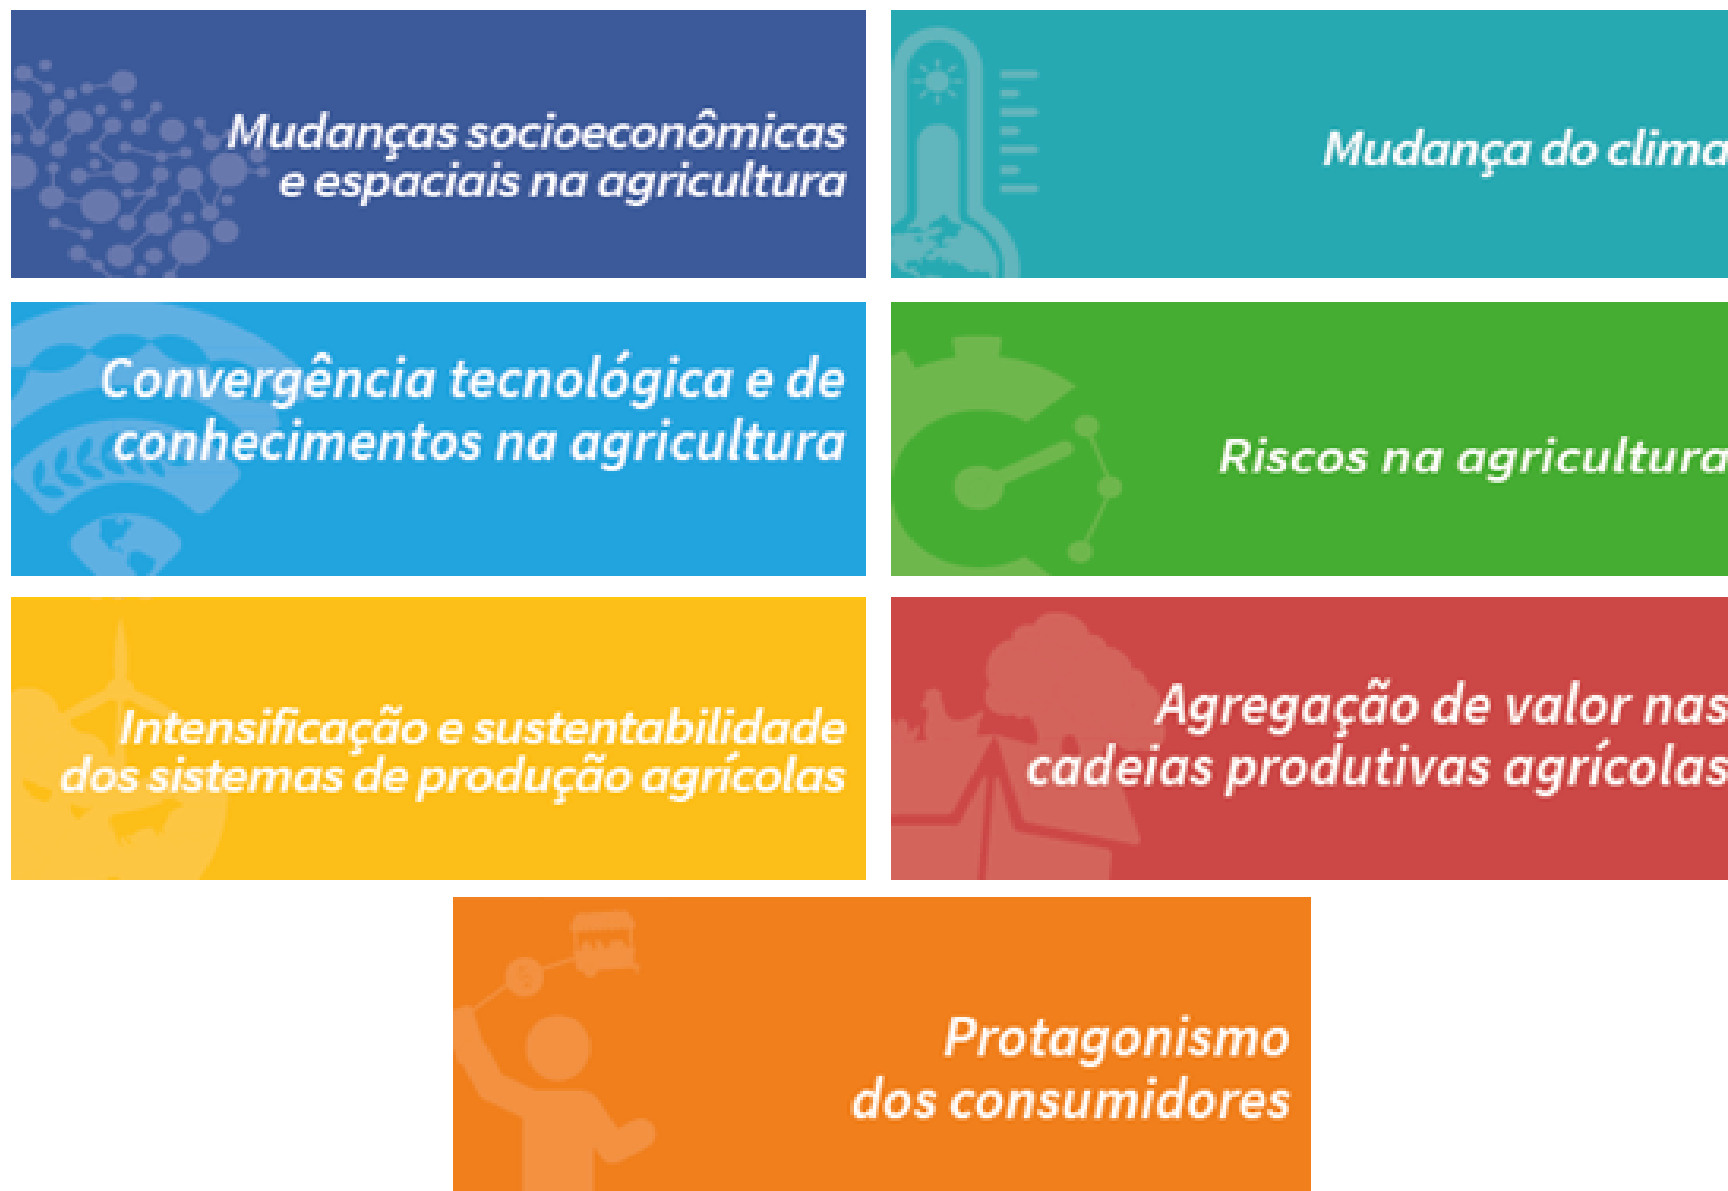 Mudanças socioeconômicas
e espaciais na agricultura
Mudança do clima
Convergência tecnológica e de
conhecimentos na agricultura
Riscos na agricultura
Intensificação e sustentabilidade
dos sistemas de produção agrícolas
Agregação de valor nas
cadeias produtivas agrícolas
Protagonismo
dos consumidores